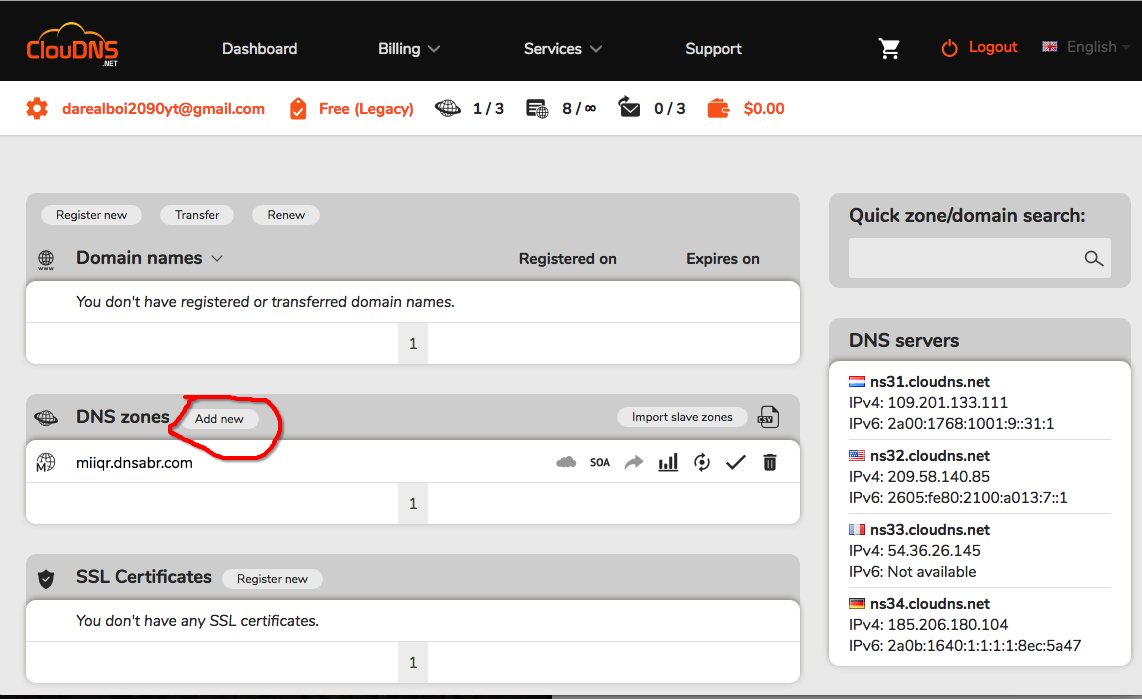 ClouDNS
.NET
Dashboard Billing Services Support Logout English
darealboi2090yt@gmail.com Free (Legacy) 1 / 3 8 / ∞ 0 / 3 $0.00
Register new Transfer Renew
www Domain names Registered on Expires on
You don't have registered or transferred domain names.
1
DNS zones Add new Import slave zones CSV
M miiqr.dnsabr.com SOA
1
SSL Certificates Register new
You don't have any SSL certificates.
1
Quick zone/domain search:
DNS servers
ns31.cloudns.net
IPv4: 109.201.133.111
IPv6: 2a00:1768:1001:9::31:1
ns32.cloudns.net
IPv4: 209.58.140.85
IPv6: 2605:fe80:2100:a013:7::1
ns33.cloudns.net
IPv4: 54.36.26.145
IPv6: Not available
ns34.cloudns.net
IPv4: 185.206.180.104
IPv6: 2a0b:1640:1:1:1:1:8ec:5a47